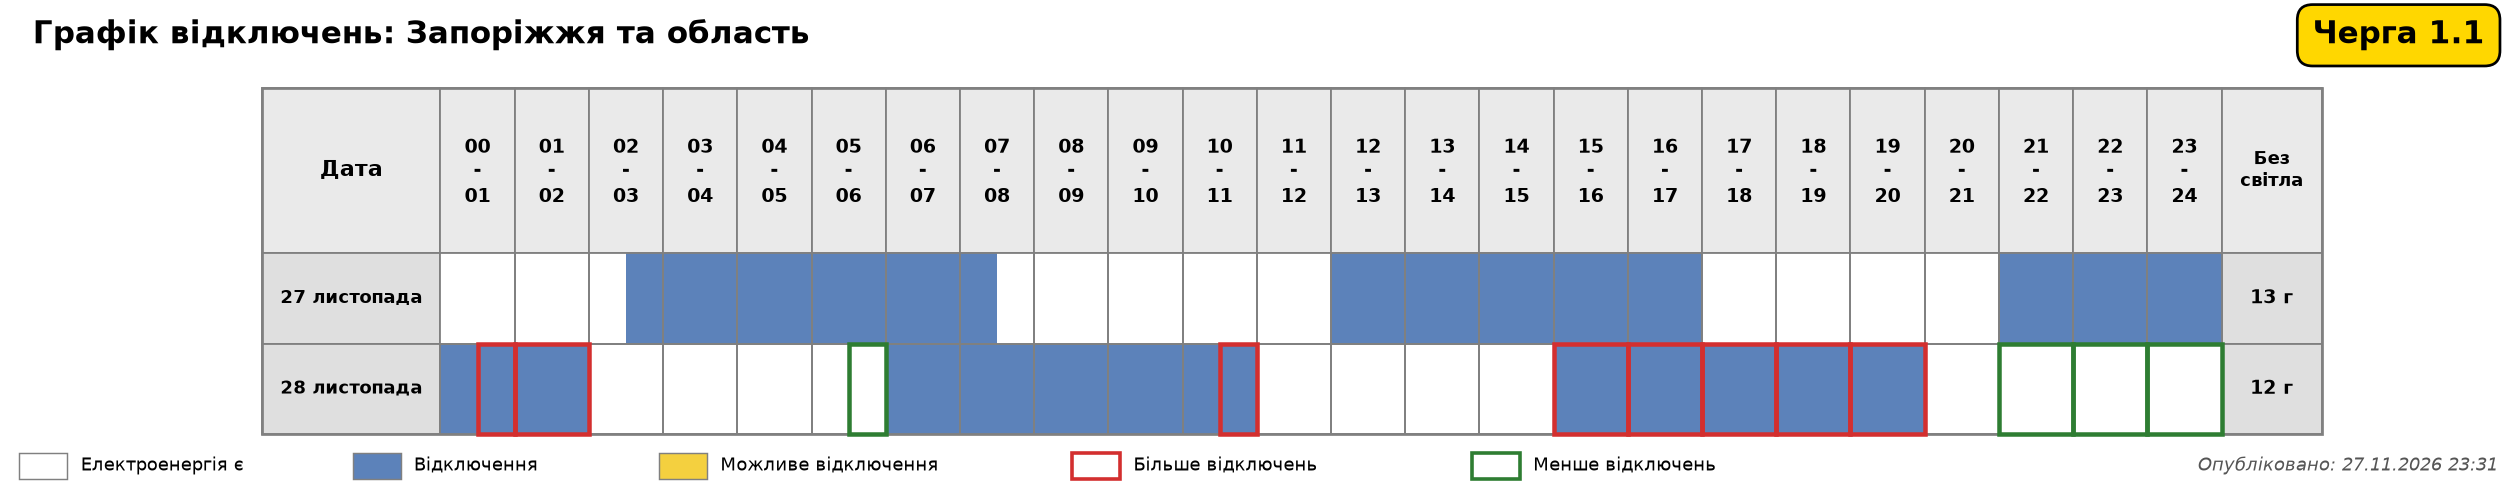 Графік відключень: Запоріжжя та область
Черга 1.1
Дата
00 - 01
01 - 02
02 - 03
03 - 04
04 - 05
05 - 06
06 - 07
07 - 08
08 - 09
09 - 10
10 - 11
11 - 12
12 - 13
13 - 14
14 - 15
15 - 16
16 - 17
17 - 18
18 - 19
19 - 20
20 - 21
21 - 22
22 - 23
23 - 24
Без
світла
27 листопада
13 г
28 листопада
12 г
Електроенергія є
Відключення
Можливе відключення
Більше відключень
Менше відключень
Опубліковано: 27.11.2026 23:31